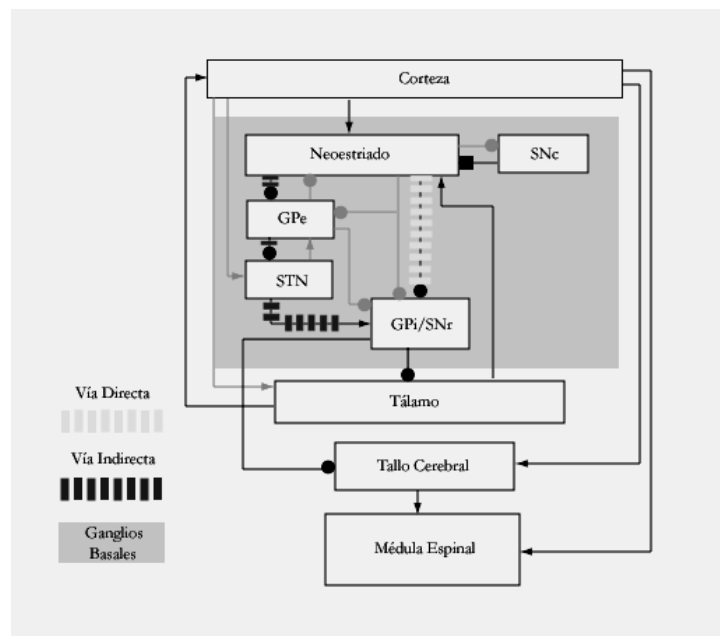 Corteza
Neoestriado
SNc
GPe
STN
GPi/SNr
Vía Directa
Tálamo
Vía Indirecta
Tallo Cerebral
Ganglios
Basales
Médula Espinal